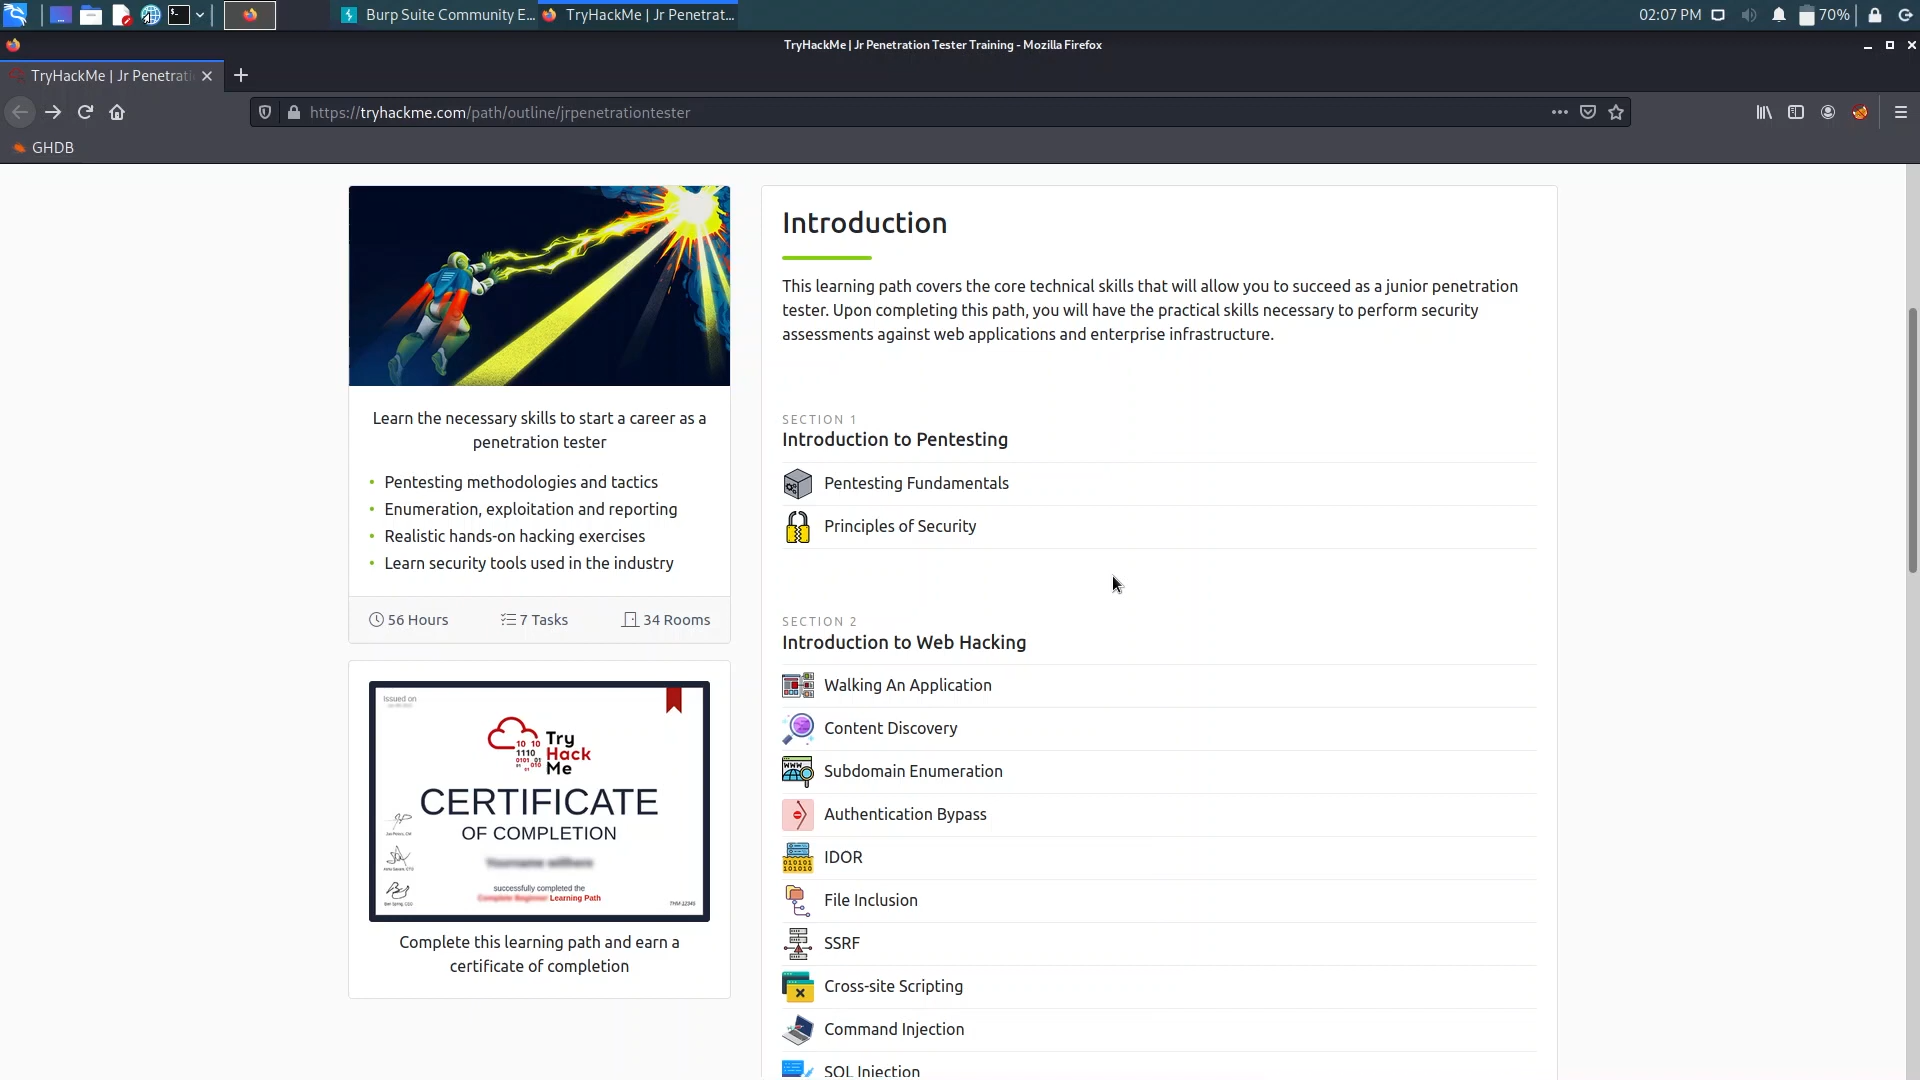 Burp Suite Community E...
TryHackMe | Jr Penetrat...
02:07 PM
70%
TryHackMe | Jr Penetration Tester Training - Mozilla Firefox
TryHackMe | Jr Penetrati
https://tryhackme.com/path/outline/jrpenetrationtester
GHDB
Learn the necessary skills to start a career as a
penetration tester
• Pentesting methodologies and tactics
• Enumeration, exploitation and reporting
• Realistic hands-on hacking exercises
• Learn security tools used in the industry
56 Hours
7 Tasks
34 Rooms
Issued on
Try
Hack
Me
CERTIFICATE
OF COMPLETION
successfully completed the
Learning Path
THM-12345
Complete this learning path and earn a
certificate of completion
Introduction
This learning path covers the core technical skills that will allow you to succeed as a junior penetration
tester. Upon completing this path, you will have the practical skills necessary to perform security
assessments against web applications and enterprise infrastructure.
SECTION 1
Introduction to Pentesting
Pentesting Fundamentals
Principles of Security
SECTION 2
Introduction to Web Hacking
Walking An Application
Content Discovery
Subdomain Enumeration
Authentication Bypass
IDOR
File Inclusion
SSRF
Cross-site Scripting
Command Injection
SQL Injection